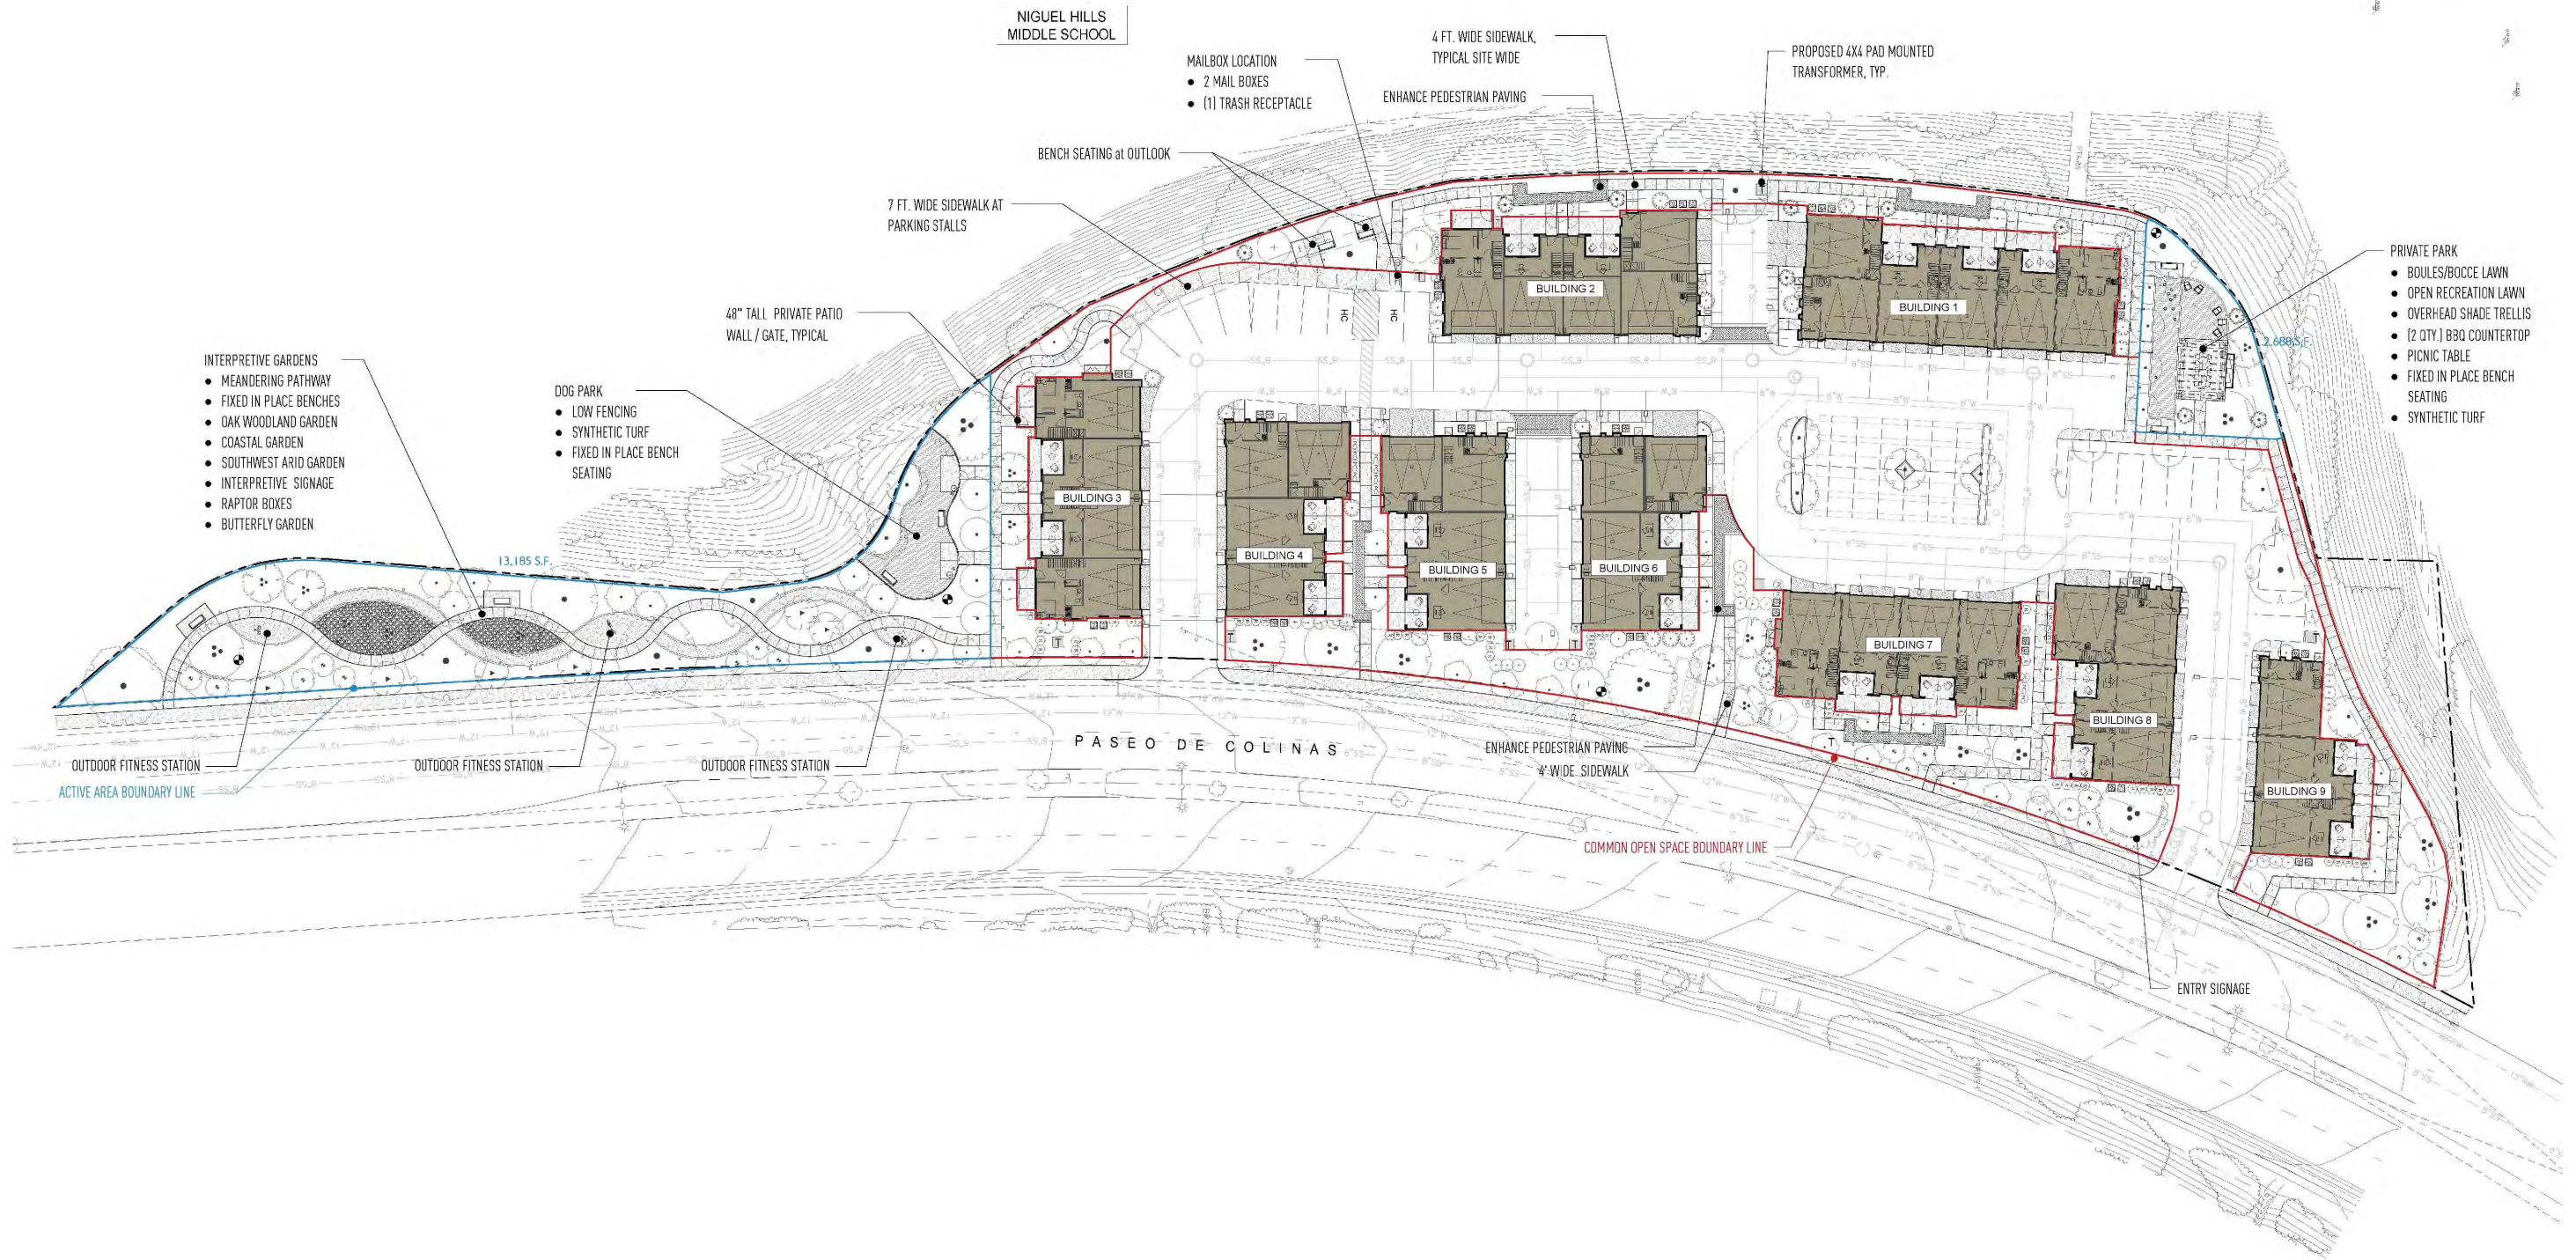 NIGUEL HILLS
MIDDLE SCHOOL
4 FT. WIDE SIDEWALK,
TYPICAL SITE WIDE
PROPOSED 4X4 PAD MOUNTED
TRANSFORMER, TYP.
MAILBOX LOCATION
● 2 MAIL BOXES
● (1) TRASH RECEPTACLE
ENHANCE PEDESTRIAN PAVING
BENCH SEATING at OUTLOOK
7 FT. WIDE SIDEWALK AT
PARKING STALLS
48" TALL PRIVATE PATIO
WALL / GATE, TYPICAL
INTERPRETIVE GARDENS
● MEANDERING PATHWAY
● FIXED IN PLACE BENCHES
● OAK WOODLAND GARDEN
● COASTAL GARDEN
● SOUTHWEST ARID GARDEN
● INTERPRETIVE SIGNAGE
● RAPTOR BOXES
● BUTTERFLY GARDEN
DOG PARK
● LOW FENCING
● SYNTHETIC TURF
● FIXED IN PLACE BENCH
SEATING
PRIVATE PARK
● BOULES/BOCCE LAWN
● OPEN RECREATION LAWN
● OVERHEAD SHADE TRELLIS
● (2 QTY.) BBQ COUNTERTOP
● PICNIC TABLE
● FIXED IN PLACE BENCH
SEATING
● SYNTHETIC TURF
BUILDING 2
BUILDING 1
HC
HC
2,688 S.F.
BUILDING 3
BUILDING 4
BUILDING 5
BUILDING 6
13,185 S.F.
BUILDING 7
BUILDING 8
BUILDING 9
PASEO DE COLINAS
OUTDOOR FITNESS STATION
OUTDOOR FITNESS STATION
OUTDOOR FITNESS STATION
ACTIVE AREA BOUNDARY LINE
ENHANCE PEDESTRIAN PAVING
4' WIDE SIDEWALK
COMMON OPEN SPACE BOUNDARY LINE
ENTRY SIGNAGE